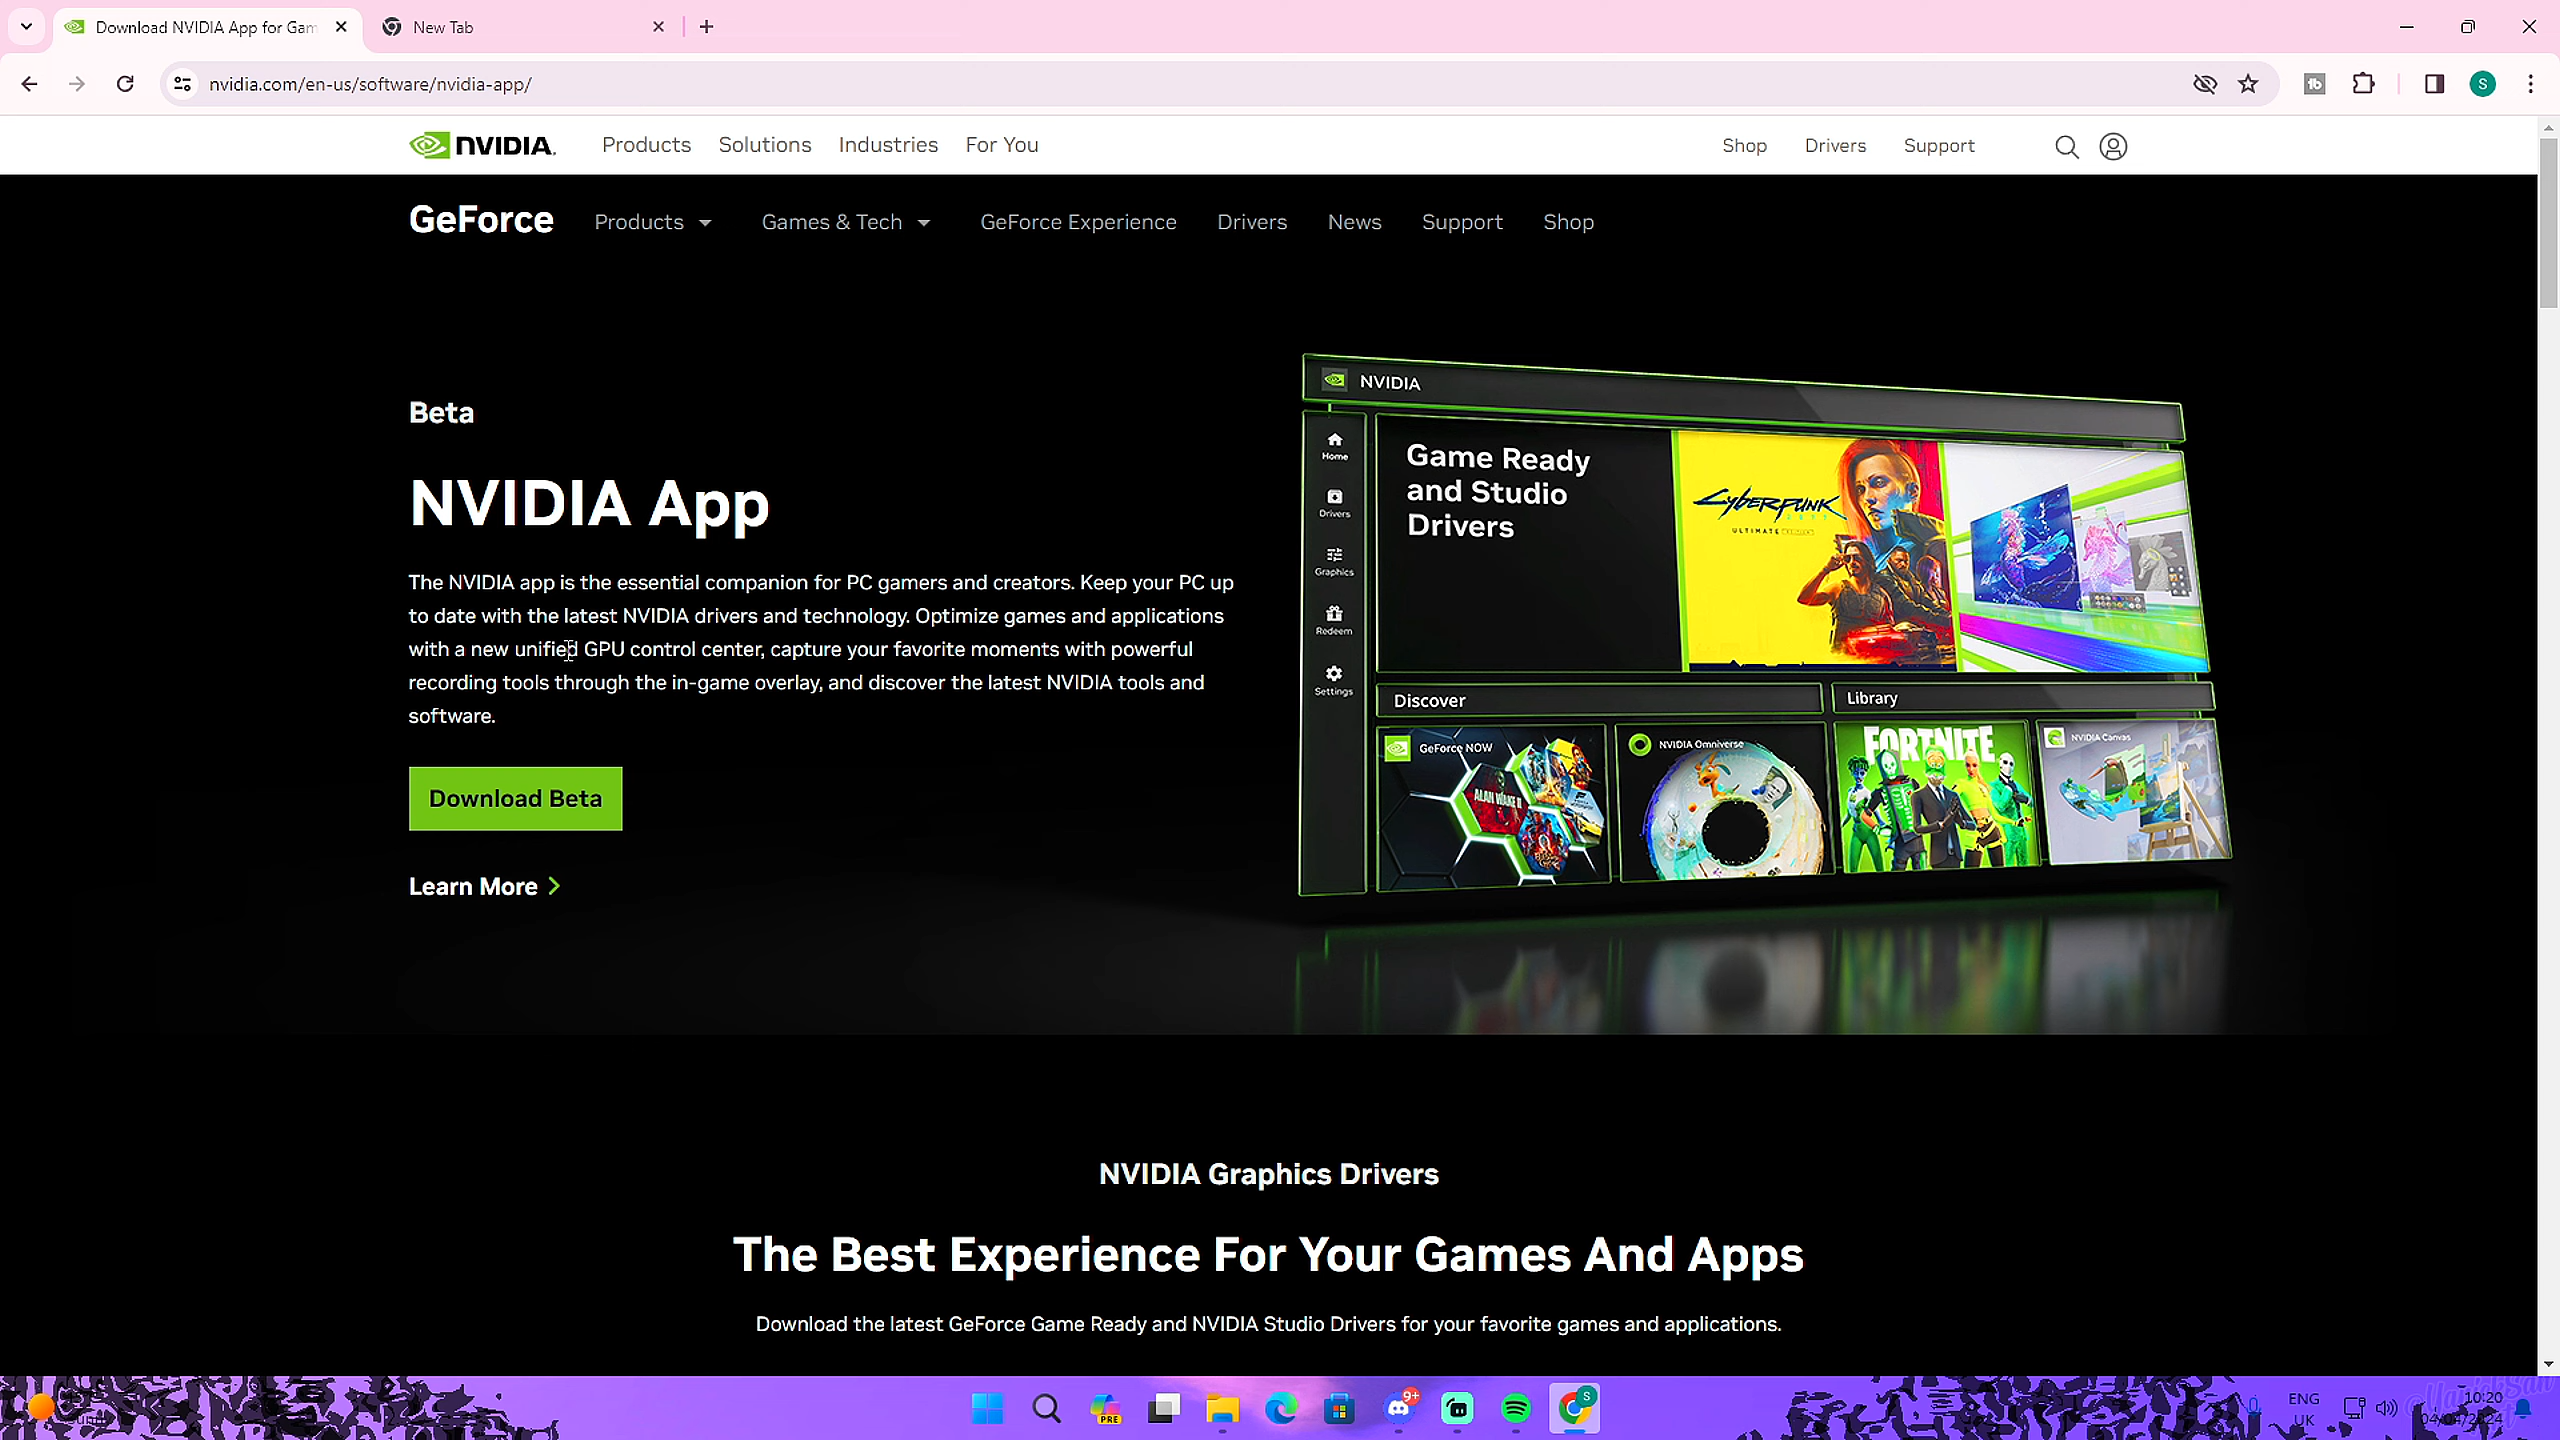 Download NVIDIA App for Gam
New Tab
nvidia.com/en-us/software/nvidia-app/
S
NVIDIA.
Products
Solutions
Industries
For You
Shop
Drivers
Support
GeForce
Products
Games & Tech
GeForce Experience
Drivers
News
Support
Shop
Beta
NVIDIA App
The NVIDIA app is the essential companion for PC gamers and creators. Keep your PC up
to date with the latest NVIDIA drivers and technology. Optimize games and applications
with a new unified GPU control center, capture your favorite moments with powerful
recording tools through the in-game overlay, and discover the latest NVIDIA tools and
software.
Download Beta
Learn More
NVIDIA
Home
Drivers
Graphics
Redeem
Settings
Game Ready
and Studio
Drivers
Cyberpunk
ULTIMATE
Discover
Library
GeForce NOW
ALAN WAKE II
NVIDIA Omniverse
FORTNITE
NVIDIA Canvas
NVIDIA Graphics Drivers
The Best Experience For Your Games And Apps
Download the latest GeForce Game Ready and NVIDIA Studio Drivers for your favorite games and applications.
PRE
9+
S
ENG
UK
10:20
04/04/2024